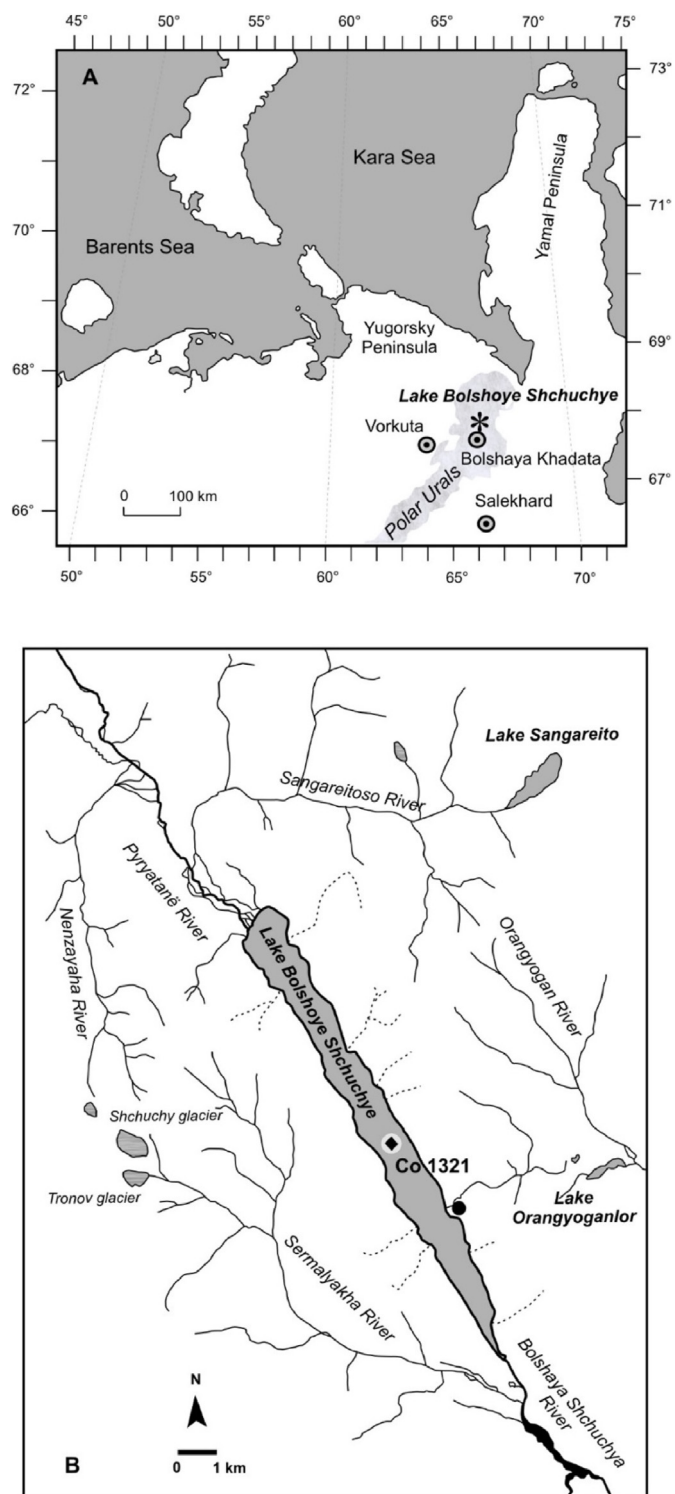 45° 50° 55° 60° 65° 70° 75°
A
72°
73°
Kara Sea
Yamal Peninsula
70°
71°
Barents Sea
Yugorsky
Peninsula
68°
69°
Lake Bolshoye Shchuchye
*
Vorkuta
Bolshaya Khadata
0 100 km
Polar Urals
67°
66°
Salekhard
50° 55° 60° 65° 70°
Lake Sangareito
Sangareitoso River
Pyryatanë River
Nenzayaha River
Lake Bolshoye Shchuchye
Orangyogan River
Shchuchy glacier
Co 1321
Tronov glacier
Lake
Orangyoganlor
Sermalyakha River
Bolshaya Shchuchya
River
N
B
0 1 km